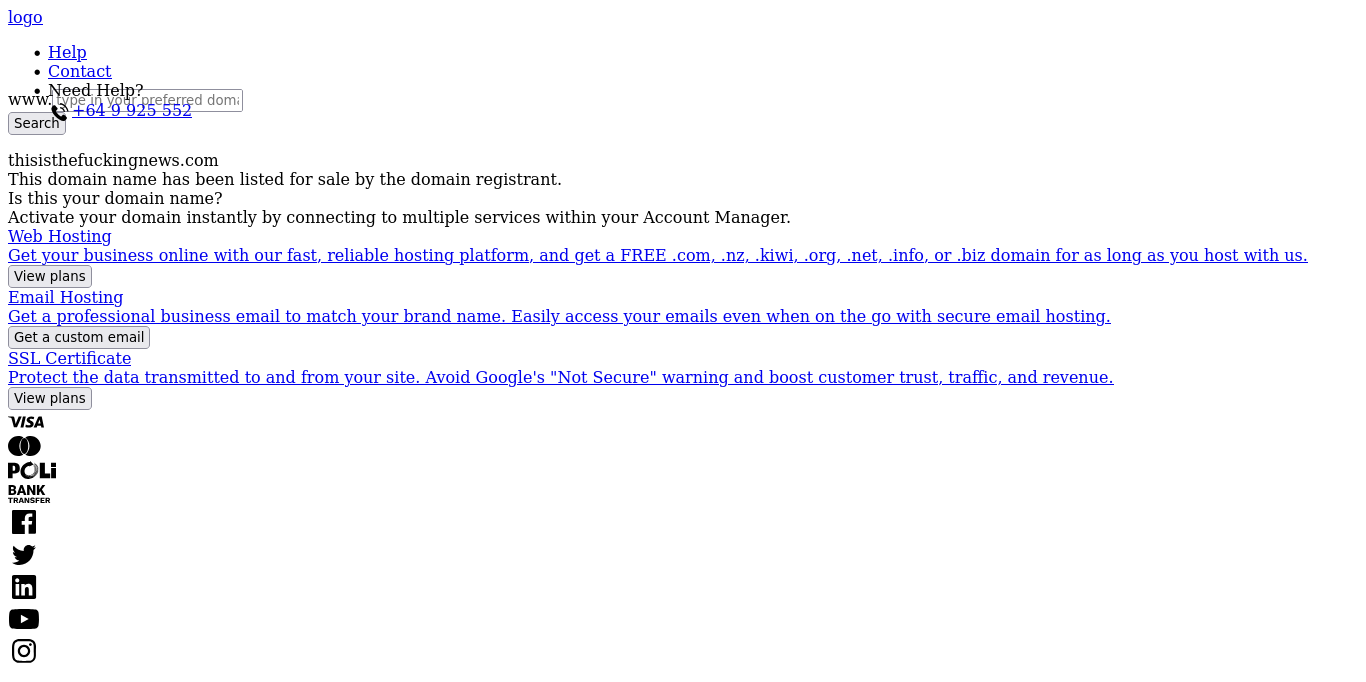 logo
Help
Contact
Need Help?
www.
type in your preferred doma
+64 9 925 552
Search
thisisthefuckingnews.com
This domain name has been listed for sale by the domain registrant.
Is this your domain name?
Activate your domain instantly by connecting to multiple services within your Account Manager.
Web Hosting
Get your business online with our fast, reliable hosting platform, and get a FREE .com, .nz, .kiwi, .org, .net, .info, or .biz domain for as long as you host with us.
View plans
Email Hosting
Get a professional business email to match your brand name. Easily access your emails even when on the go with secure email hosting.
Get a custom email
SSL Certificate
Protect the data transmitted to and from your site. Avoid Google's "Not Secure" warning and boost customer trust, traffic, and revenue.
View plans
VISA
POLi
BANK
TRANSFER